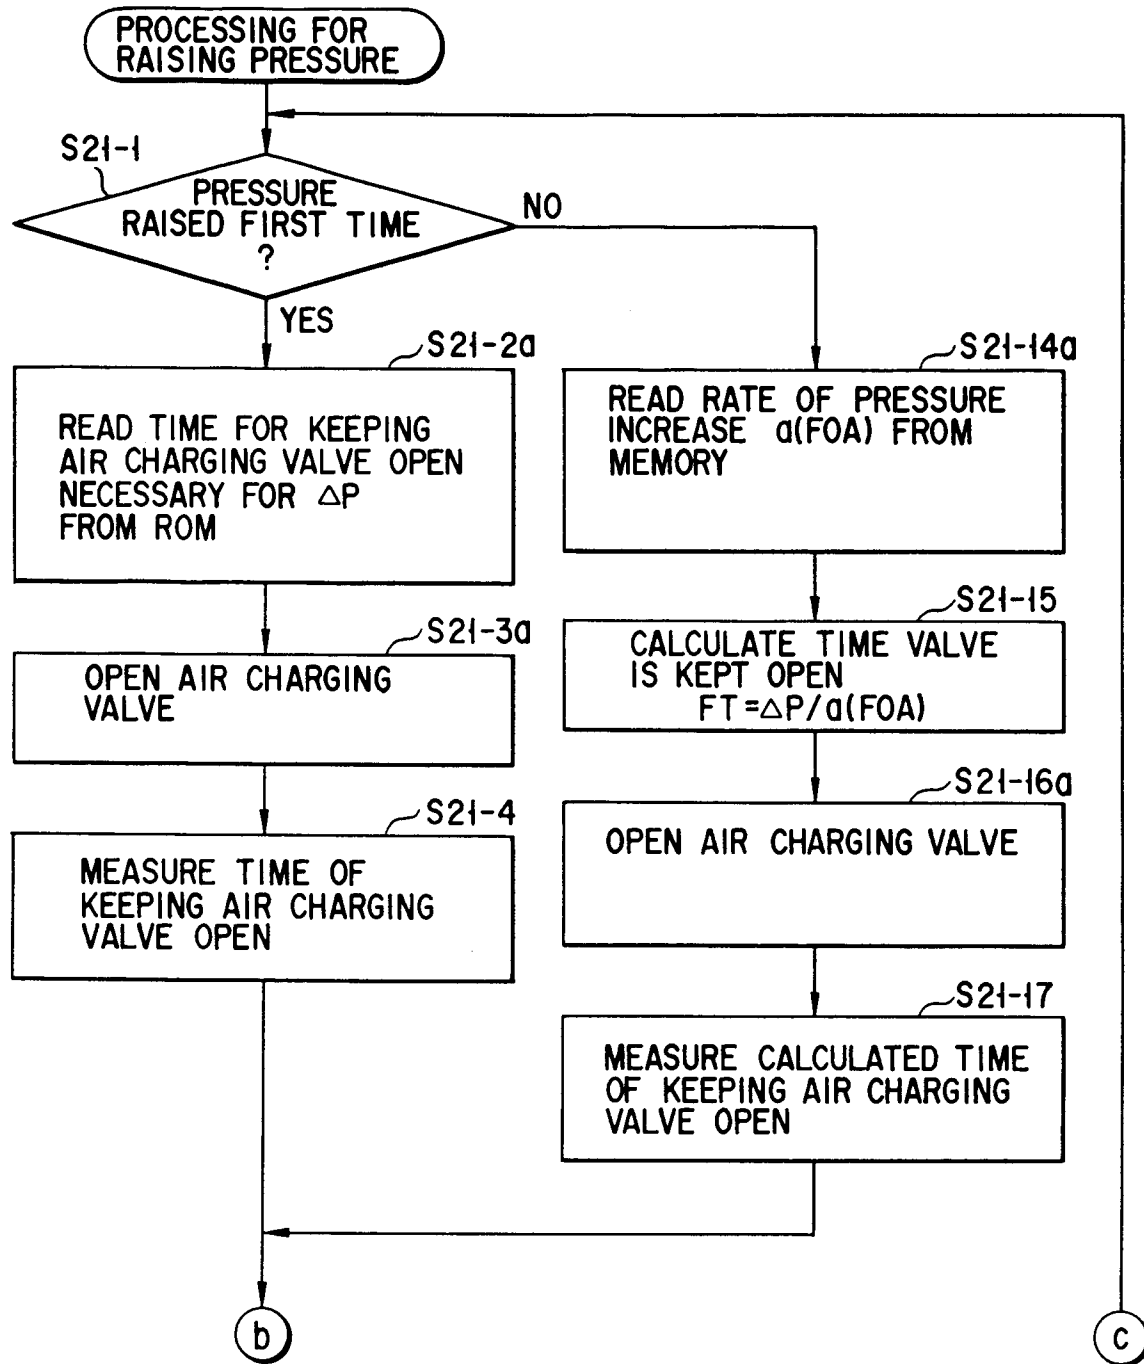 PROCESSING FOR
RAISING PRESSURE
S21-1
PRESSURE
RAISED FIRST TIME
?
NO
YES
S21-2a
READ TIME FOR KEEPING
AIR CHARGING VALVE OPEN
NECESSARY FOR △P
FROM ROM
S21-3a
OPEN AIR CHARGING
VALVE
S21-4
MEASURE TIME OF
KEEPING AIR CHARGING
VALVE OPEN
S21-14a
READ RATE OF PRESSURE
INCREASE a(FOA) FROM
MEMORY
S21-15
CALCULATE TIME VALVE
IS KEPT OPEN
FT=△P/a(FOA)
S21-16a
OPEN AIR CHARGING VALVE
S21-17
MEASURE CALCULATED TIME
OF KEEPING AIR CHARGING
VALVE OPEN
b
c